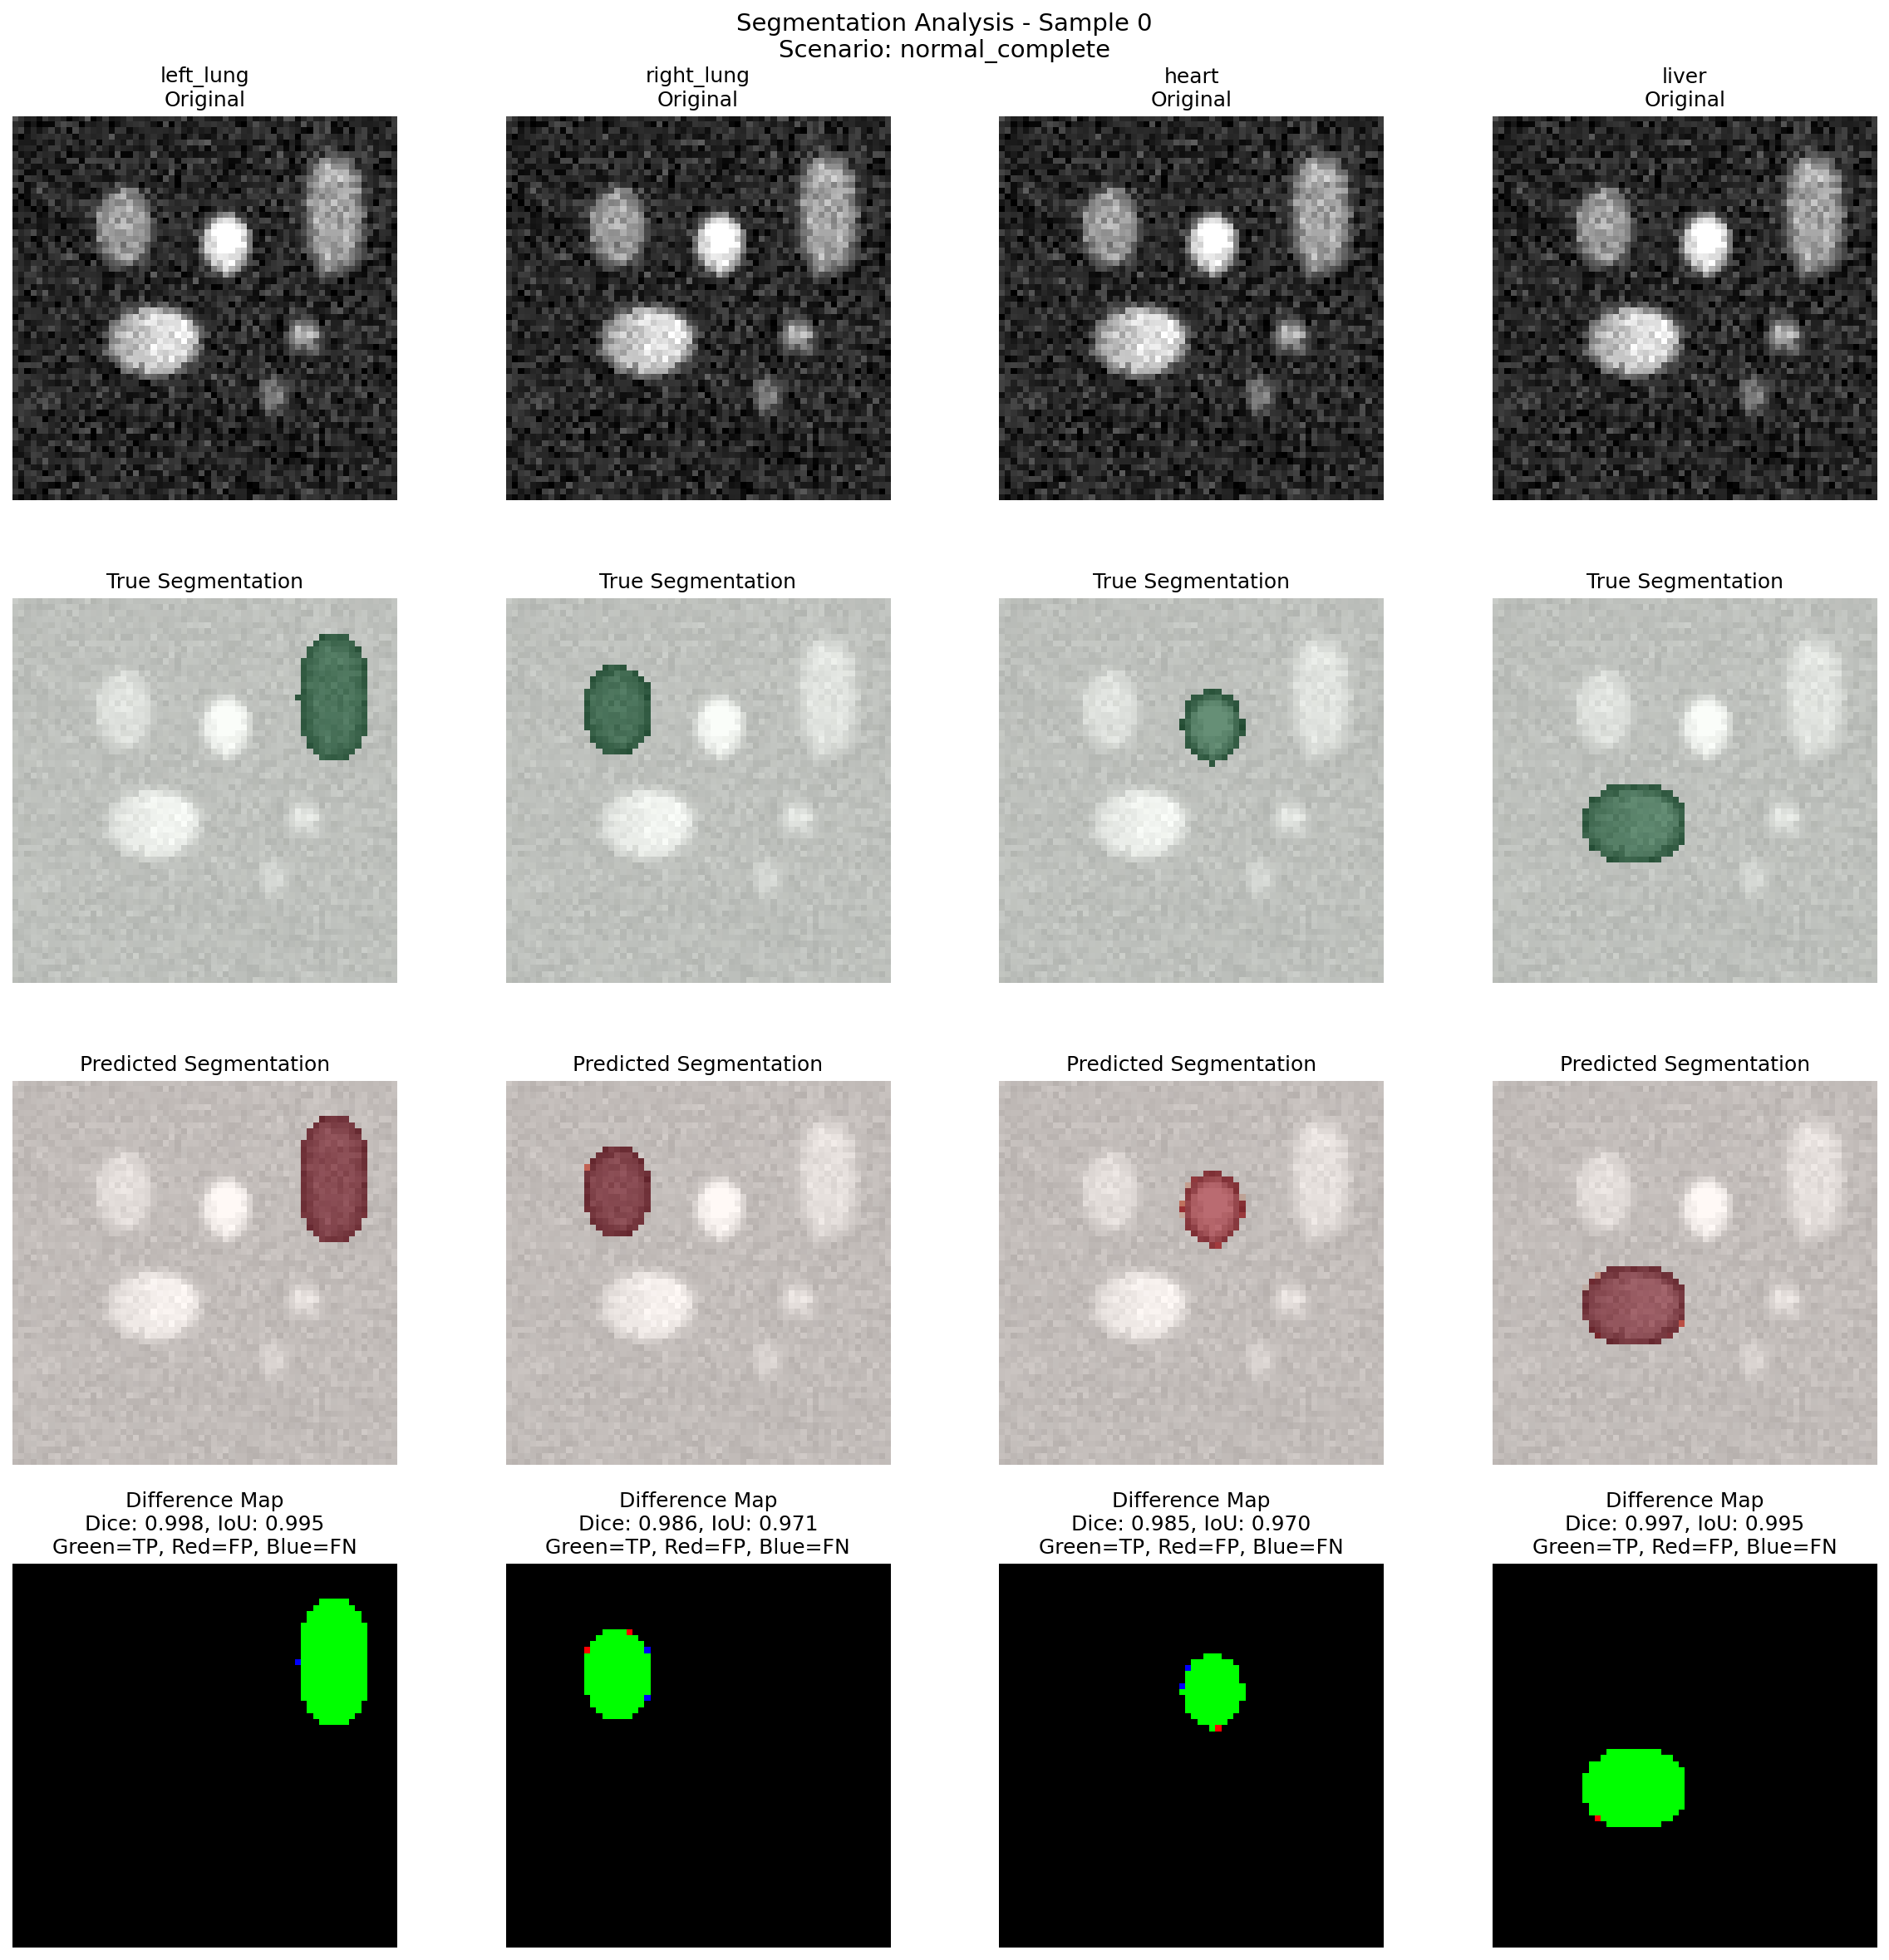 Segmentation Analysis - Sample 0
Scenario: normal_complete
left_lung
Original
right_lung
Original
heart
Original
liver
Original
True Segmentation
True Segmentation
True Segmentation
True Segmentation
Predicted Segmentation
Predicted Segmentation
Predicted Segmentation
Predicted Segmentation
Difference Map
Dice: 0.998, IoU: 0.995
Green=TP, Red=FP, Blue=FN
Difference Map
Dice: 0.986, IoU: 0.971
Green=TP, Red=FP, Blue=FN
Difference Map
Dice: 0.985, IoU: 0.970
Green=TP, Red=FP, Blue=FN
Difference Map
Dice: 0.997, IoU: 0.995
Green=TP, Red=FP, Blue=FN